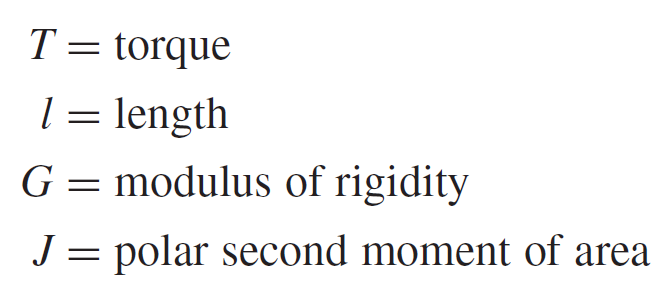 T = torque
l = length
G = modulus of rigidity
J = polar second moment of area